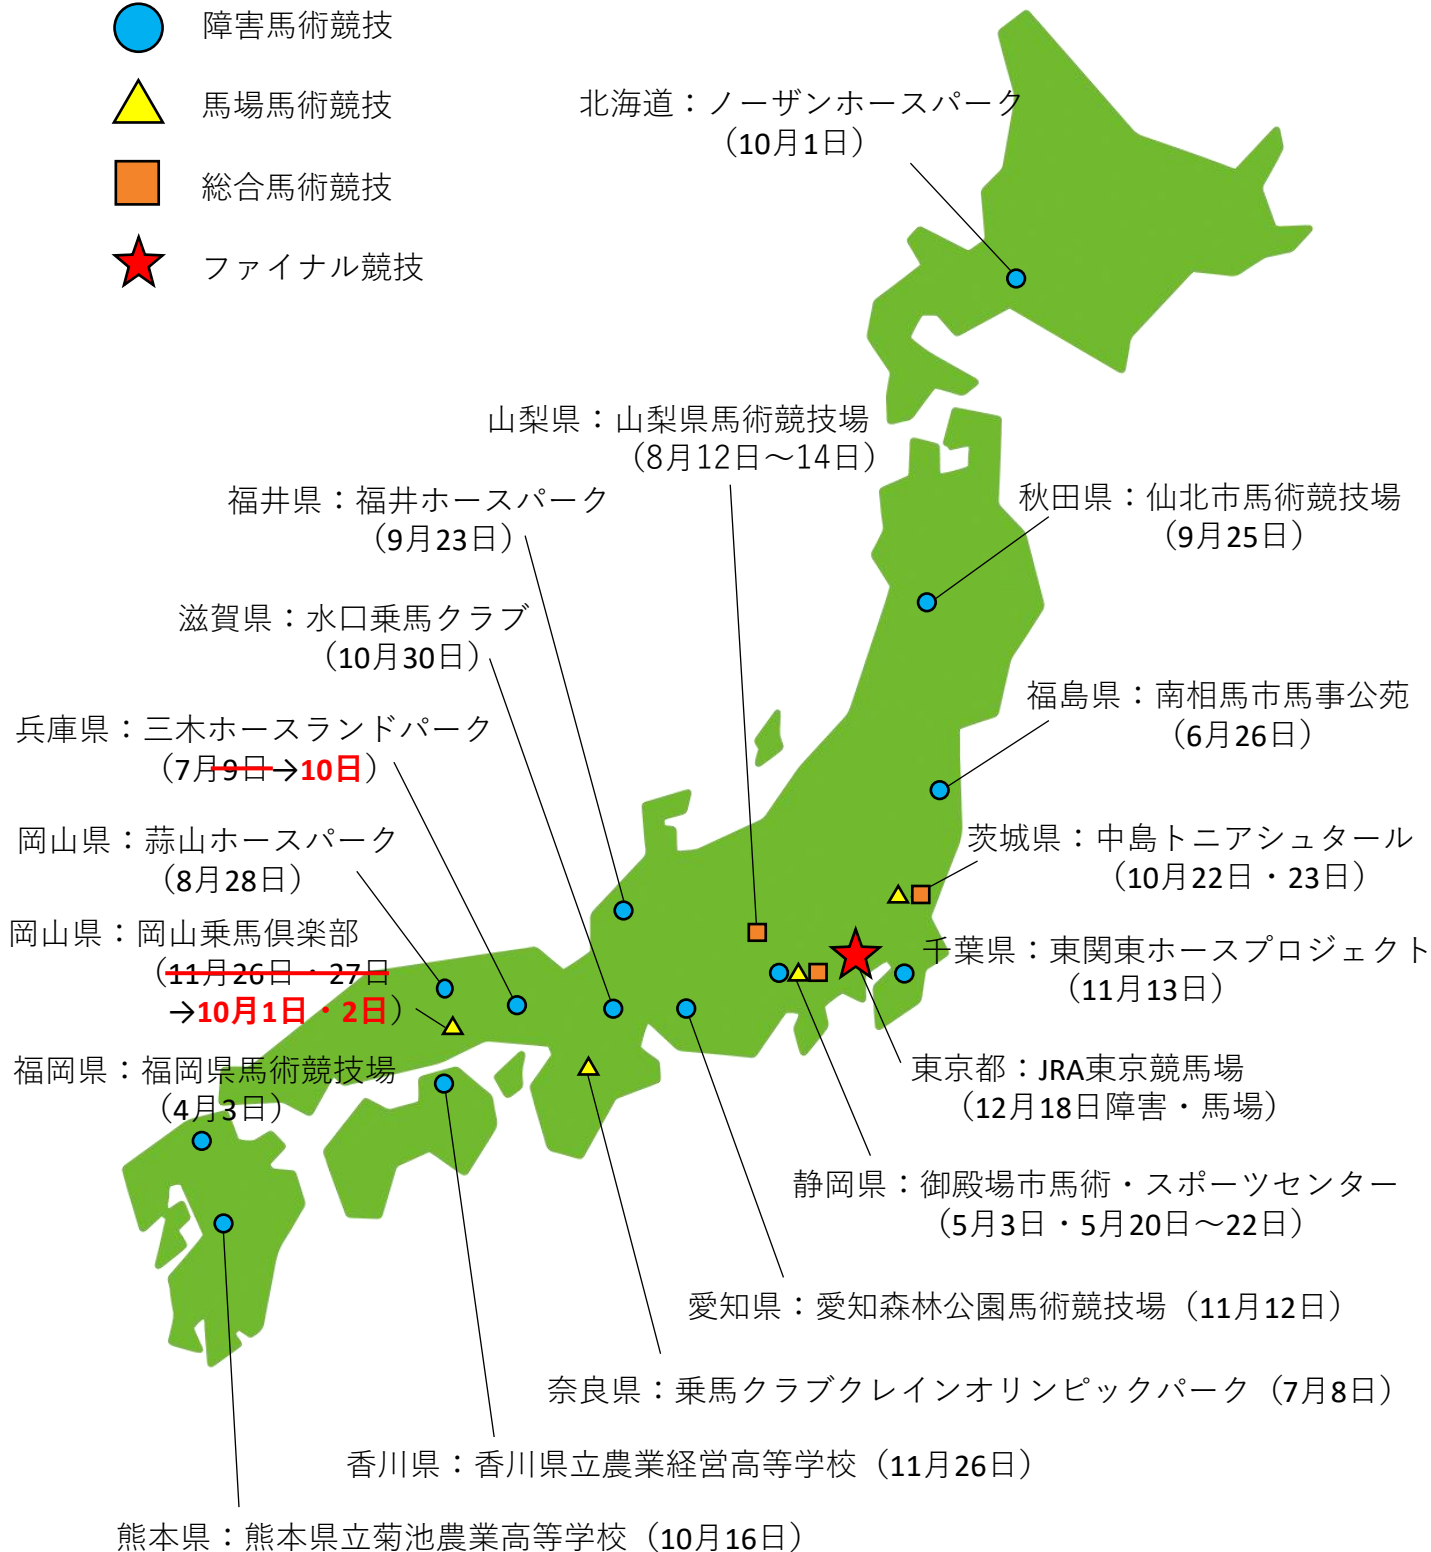 障害馬術競技
馬場馬術競技
総合馬術競技
ファイナル競技
北海道：ノーザンホースパーク
（10月1日）
山梨県：山梨県馬術競技場
（8月12日～14日）
福井県：福井ホースパーク
（9月23日）
秋田県：仙北市馬術競技場
（9月25日）
滋賀県：水口乗馬クラブ
（10月30日）
福島県：南相馬市馬事公苑
（6月26日）
兵庫県：三木ホースランドパーク
（7月9日→10日）
岡山県：蒜山ホースパーク
（8月28日）
茨城県：中島トニアシュタール
（10月22日・23日）
岡山県：岡山乗馬倶楽部
（11月26日・27日
→10月1日・2日）
千葉県：東関東ホースプロジェクト
（11月13日）
福岡県：福岡県馬術競技場
（4月3日）
東京都：JRA東京競馬場
（12月18日障害・馬場）
静岡県：御殿場市馬術・スポーツセンター
（5月3日・5月20日～22日）
愛知県：愛知森林公園馬術競技場（11月12日）
奈良県：乗馬クラブクレインオリンピックパーク（7月8日）
香川県：香川県立農業経営高等学校（11月26日）
熊本県：熊本県立菊池農業高等学校（10月16日）